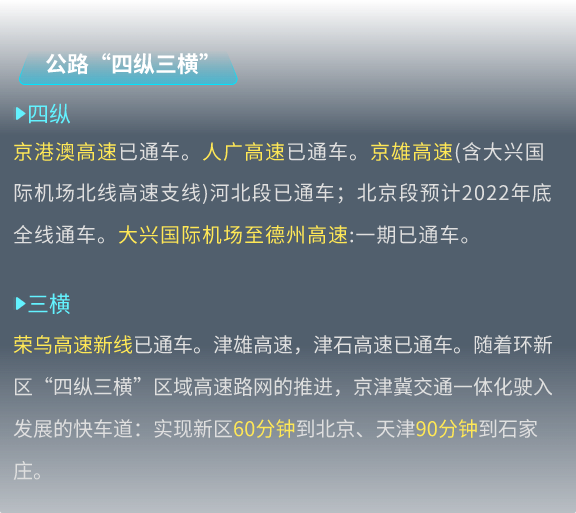 公路“四纵三横”
四纵
京港澳高速已通车。人广高速已通车。京雄高速(含大兴国
际机场北线高速支线)河北段已通车；北京段预计2022年底
全线通车。大兴国际机场至德州高速:一期已通车。
三横
荣乌高速新线已通车。津雄高速，津石高速已通车。随着环新
区“四纵三横”区域高速路网的推进，京津冀交通一体化驶入
发展的快车道：实现新区60分钟到北京、天津90分钟到石家
庄。